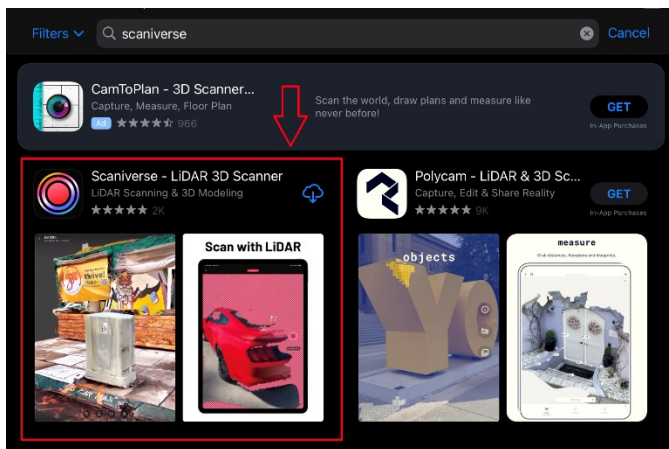 Filters
scaniverse
Cancel
CamToPlan - 3D Scanner...
Capture, Measure, Floor Plan
Ad 966
Scan the world, draw plans and measure like
never before!
GET
In-App Purchases
Scaniverse - LiDAR 3D Scanner
LiDAR Scanning & 3D Modeling
2K
Scan with LiDAR
Polycam - LiDAR & 3D Sc...
Capture, Edit & Share Reality
9K
GET
In-App Purchases
objects
YO
measure